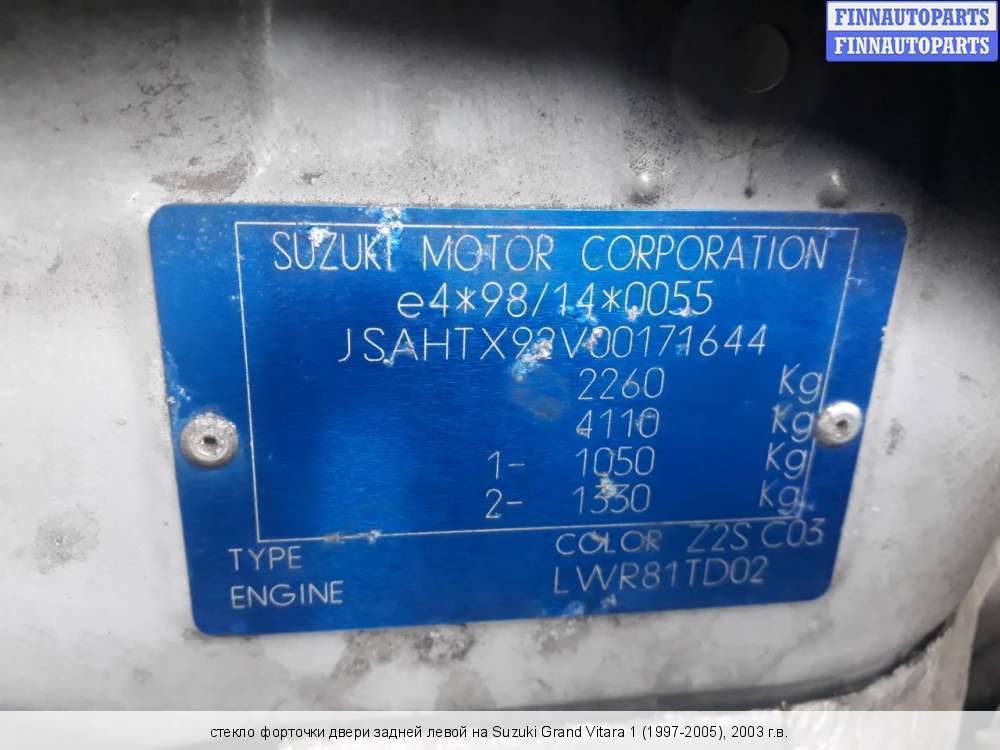 FINNAUTOPARTS
FINNAUTOPARTS
SUZUKI MOTOR CORPORATION
e4*98/14*0055
JSAHTX92V00171644
2260 Kg
4110 Kg
1- 1050 Kg
2- 1330 Kg
TYPE COLOR Z2S C03
ENGINE LWR81TD02
стекло форточки двери задней левой на Suzuki Grand Vitara 1 (1997-2005), 2003 г.в.